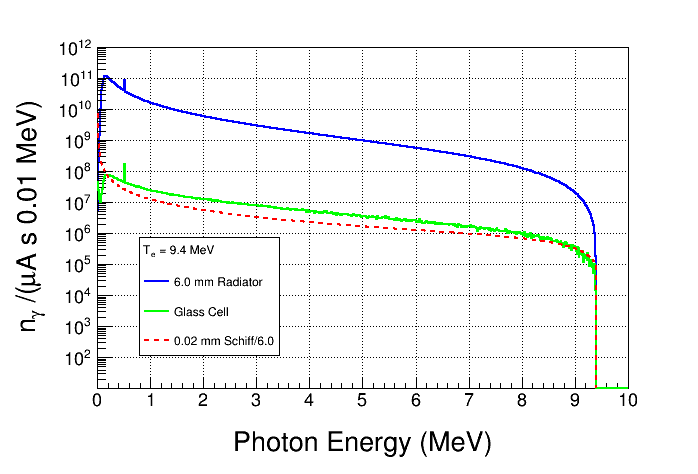 10^12
10^11
10^10
10^9
10^8
10^7
10^6
10^5
10^4
10^3
10^2
n_γ /(μA s 0.01 MeV)
T_e = 9.4 MeV
6.0 mm Radiator
Glass Cell
0.02 mm Schiff/6.0
0 1 2 3 4 5 6 7 8 9 10
Photon Energy (MeV)